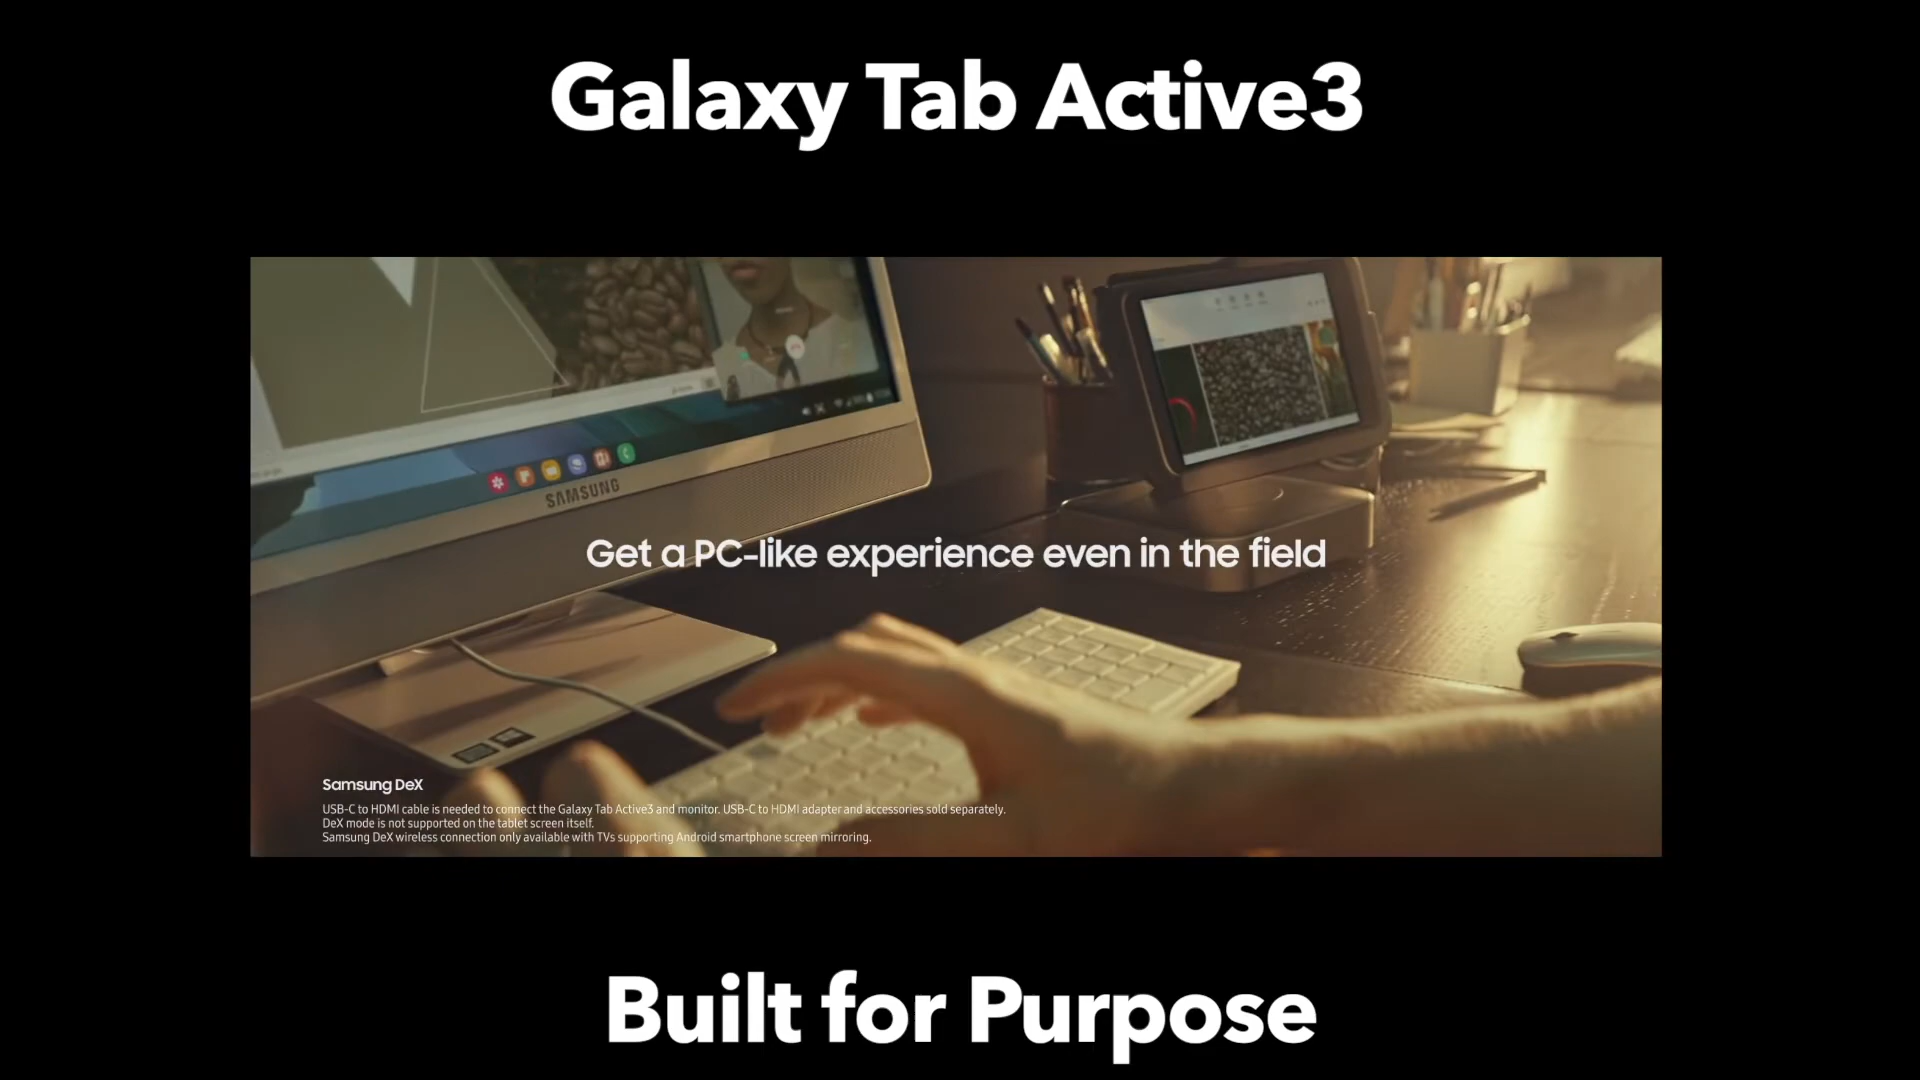 Galaxy Tab Active3
SAMSUNG
Get a PC-like experience even in the field
Samsung DeX
USB-C to HDMI cable is needed to connect the Galaxy Tab Active3 and monitor. USB-C to HDMI adapter and accessories sold separately.
DeX mode is not supported on the tablet screen itself.
Samsung DeX wireless connection only available with TVs supporting Android smartphone screen mirroring.
Built for Purpose